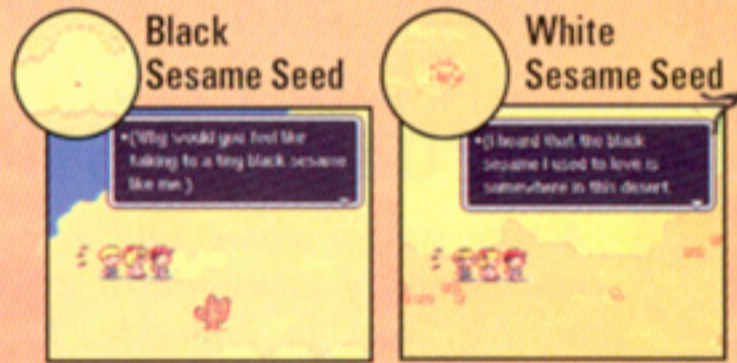 Black
Sesame Seed
•(Why would you feel like
talking to a tiny black sesame
like me.)
White
Sesame Seed
•(I heard that the black
sesame I used to love is
somewhere in this desert.